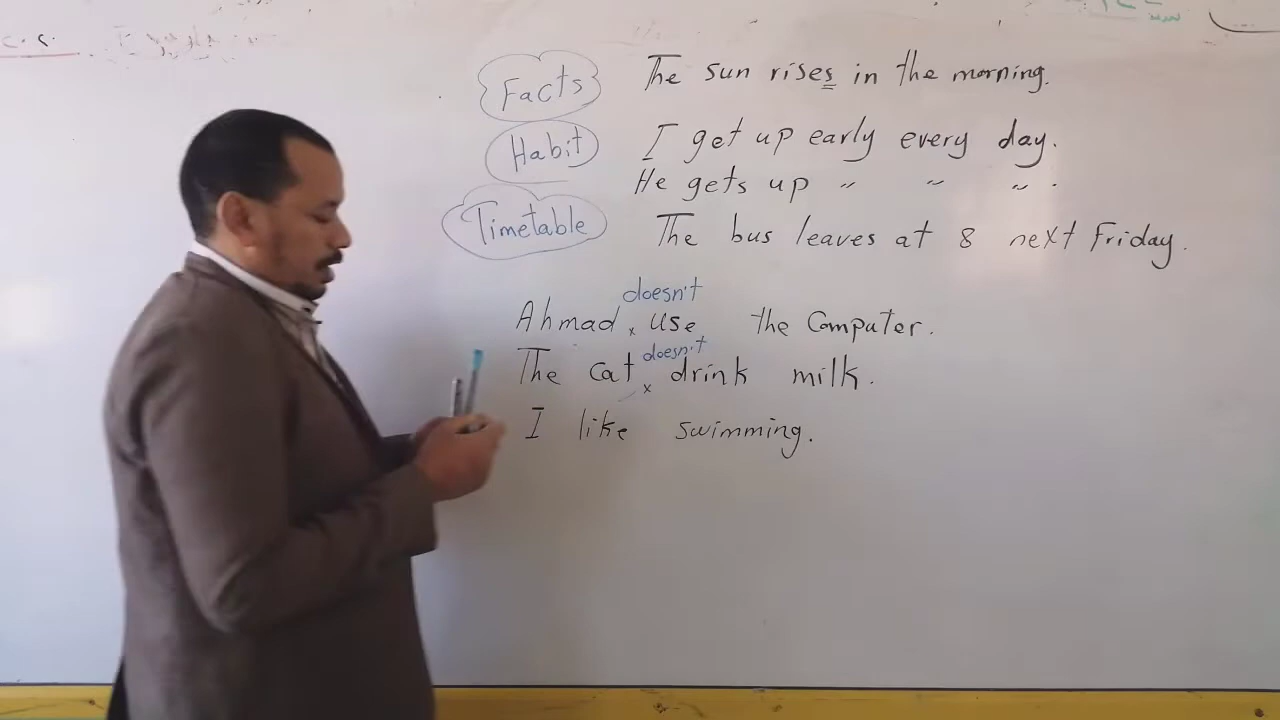 Facts The sun rises in the morning.
Habit I get up early every day.
He gets up " " " .
Timetable The bus leaves at 8 next Friday.
doesn't
Ahmad x use the Computer.
doesn't
The cat x drink milk.
I like swimming.